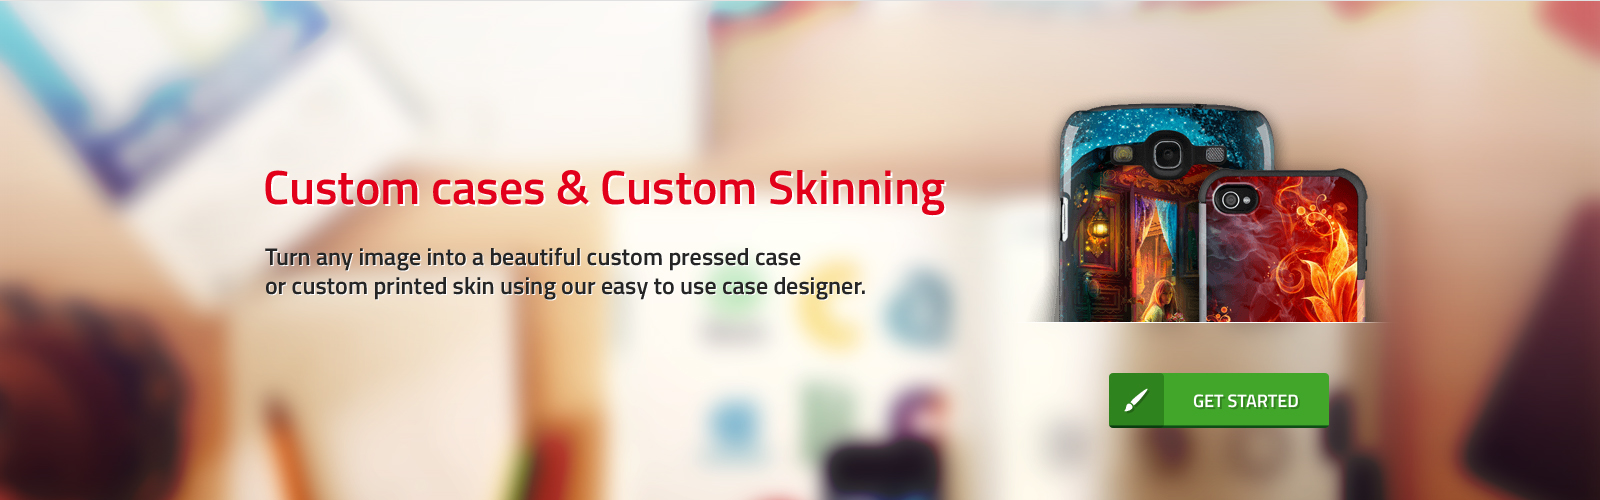 Custom cases & Custom Skinning
Turn any image into a beautiful custom pressed case
or custom printed skin using our easy to use case designer.
GET STARTED